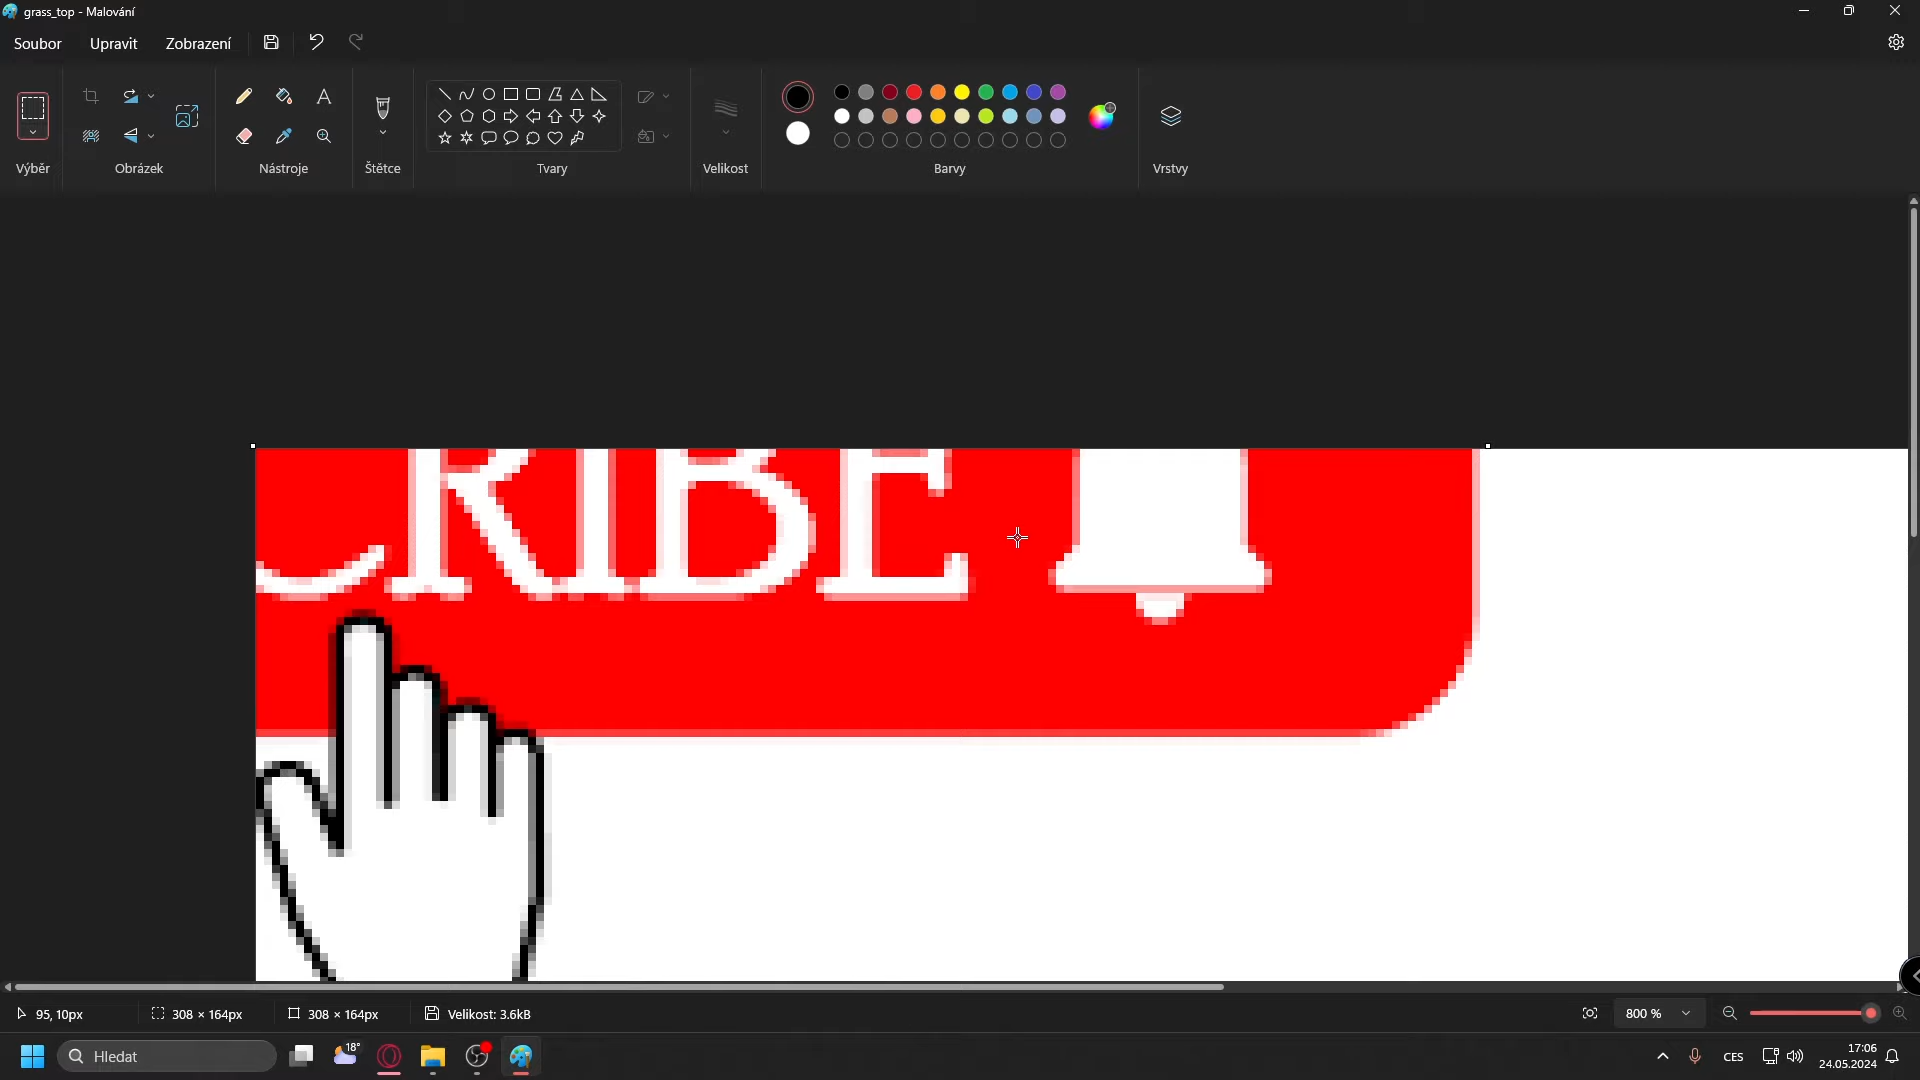 grass_top - Malování
Soubor Upravit Zobrazení
Výběr Obrázek Nástroje Štětce Tvary Velikost Barvy Vrstvy
CRIBE
95, 10px 308 × 164px 308 × 164px Velikost: 3.6kB 800 %
Hledat 18° CES 17:06
24.05.2024